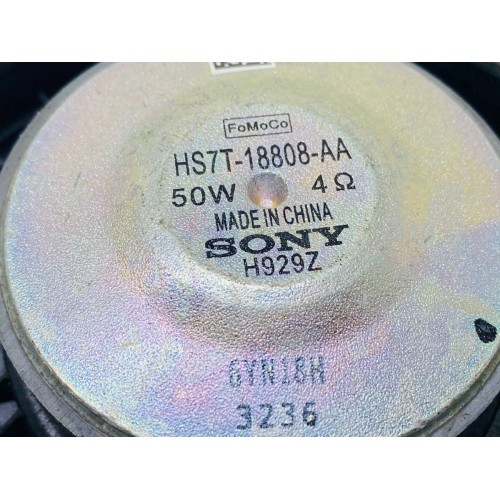 FoMoCo
HS7T-18808-AA
50W 4Ω
MADE IN CHINA
SONY
H929Z
6YN18H
3236